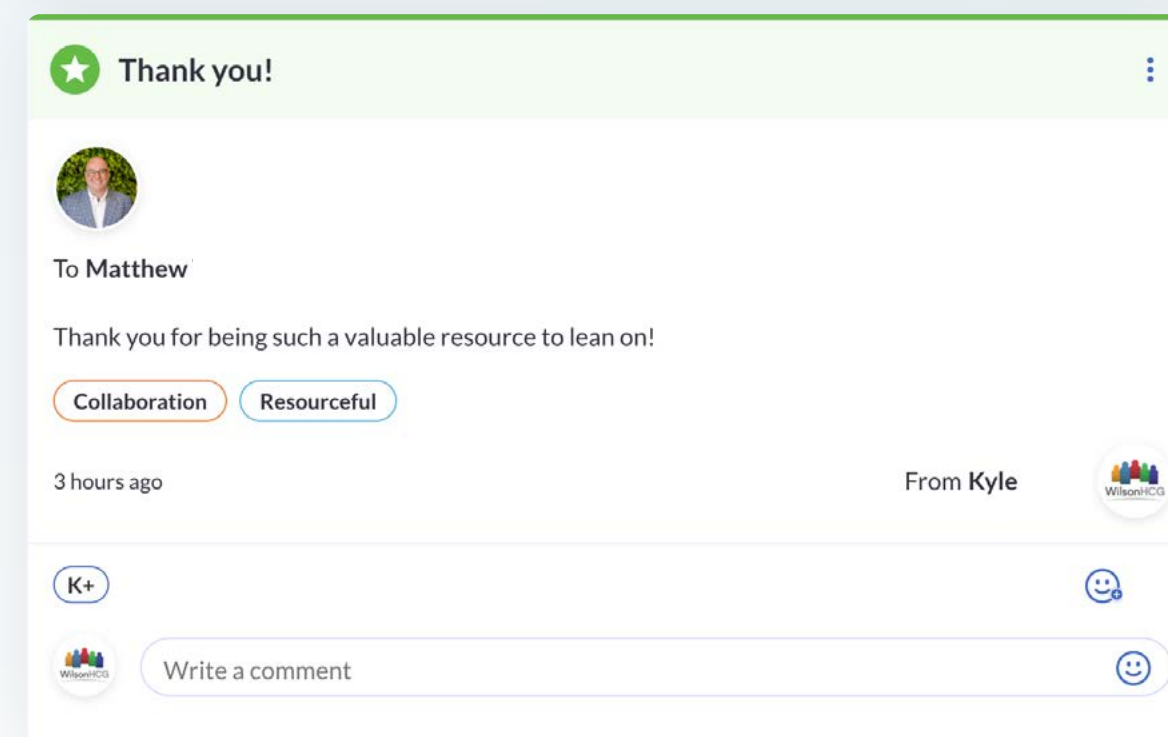 Thank you!
To Matthew
Thank you for being such a valuable resource to lean on!
Collaboration Resourceful
3 hours ago From Kyle
WilsonHCG
K+
WilsonHCG
Write a comment